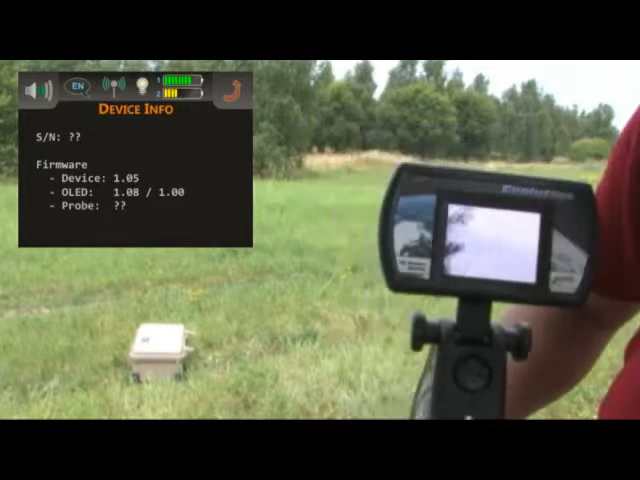 EN
1
2
DEVICE INFO
S/N: ??
Firmware
- Device: 1.05
- OLED: 1.08 / 1.00
- Probe: ??